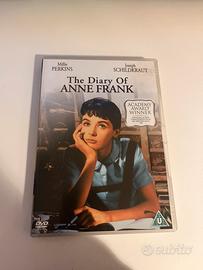 Millie
PERKINS
Joseph
SCHILDKRAUT
The Diary Of
ANNE FRANK
ACADEMY
AWARD
WINNER
DVD
U
subito